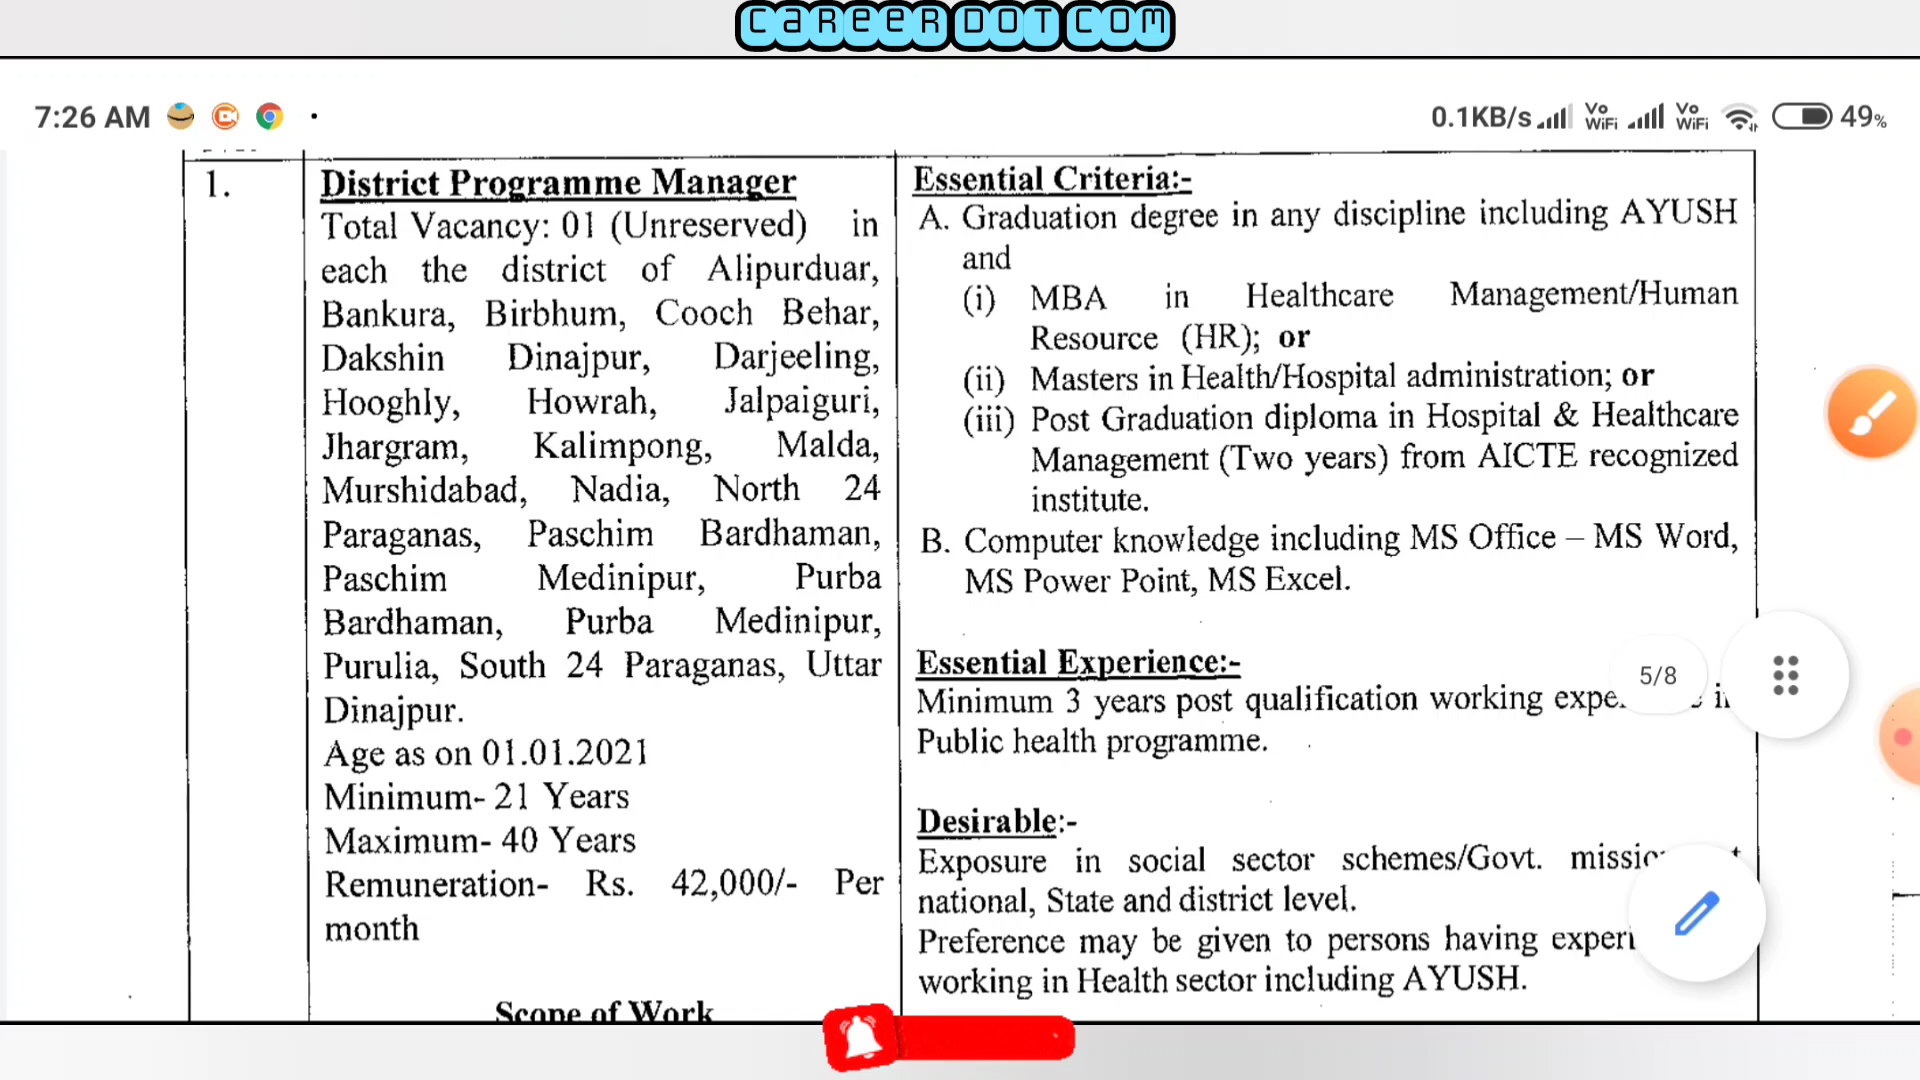 CAREER DOT COM
7:26 AM
0.1KB/s Vo WiFi Vo WiFi 49%
1.
District Programme Manager
Total Vacancy: 01 (Unreserved) in
each the district of Alipurduar,
Bankura, Birbhum, Cooch Behar,
Dakshin Dinajpur, Darjeeling,
Hooghly, Howrah, Jalpaiguri,
Jhargram, Kalimpong, Malda,
Murshidabad, Nadia, North 24
Paraganas, Paschim Bardhaman,
Paschim Medinipur, Purba
Bardhaman, Purba Medinipur,
Purulia, South 24 Paraganas, Uttar
Dinajpur.
Age as on 01.01.2021
Minimum- 21 Years
Maximum- 40 Years
Remuneration- Rs. 42,000/- Per
month
Scope of Work
Essential Criteria:-
A. Graduation degree in any discipline including AYUSH
and
(i) MBA in Healthcare Management/Human
Resource (HR); or
(ii) Masters in Health/Hospital administration; or
(iii) Post Graduation diploma in Hospital & Healthcare
Management (Two years) from AICTE recognized
institute.
B. Computer knowledge including MS Office – MS Word,
MS Power Point, MS Excel.
Essential Experience:-
Minimum 3 years post qualification working
Public health programme.
Desirable:-
Exposure in social sector schemes/Govt.
national, State and district level.
Preference may be given to persons having
working in Health sector including AYUSH.
5/8